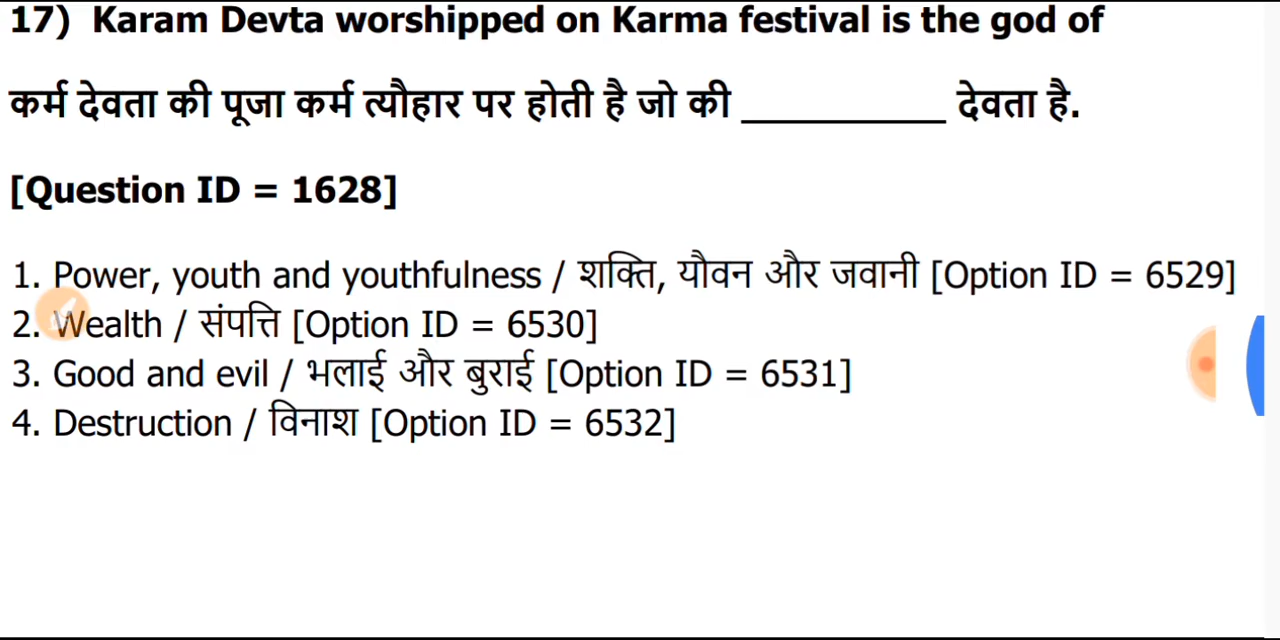 17) Karam Devta worshipped on Karma festival is the god of
कर्म देवता की पूजा कर्म त्यौहार पर होती है जो की __________ देवता है.
[Question ID = 1628]
1. Power, youth and youthfulness / शक्ति, यौवन और जवानी [Option ID = 6529]
2. Wealth / संपत्ति [Option ID = 6530]
3. Good and evil / भलाई और बुराई [Option ID = 6531]
4. Destruction / विनाश [Option ID = 6532]